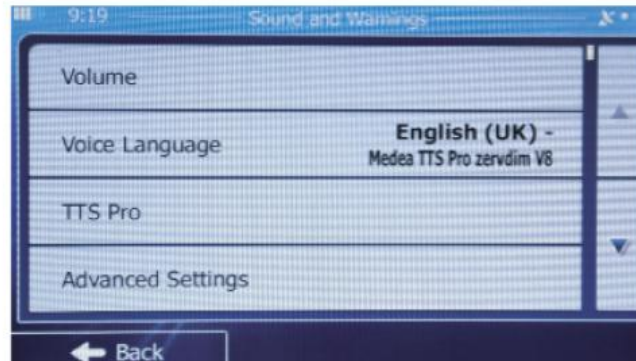 9:19
Sound and Warnings
Volume
Voice Language
English (UK) -
Medea TTS Pro zervdim V8
TTS Pro
Advanced Settings
Back